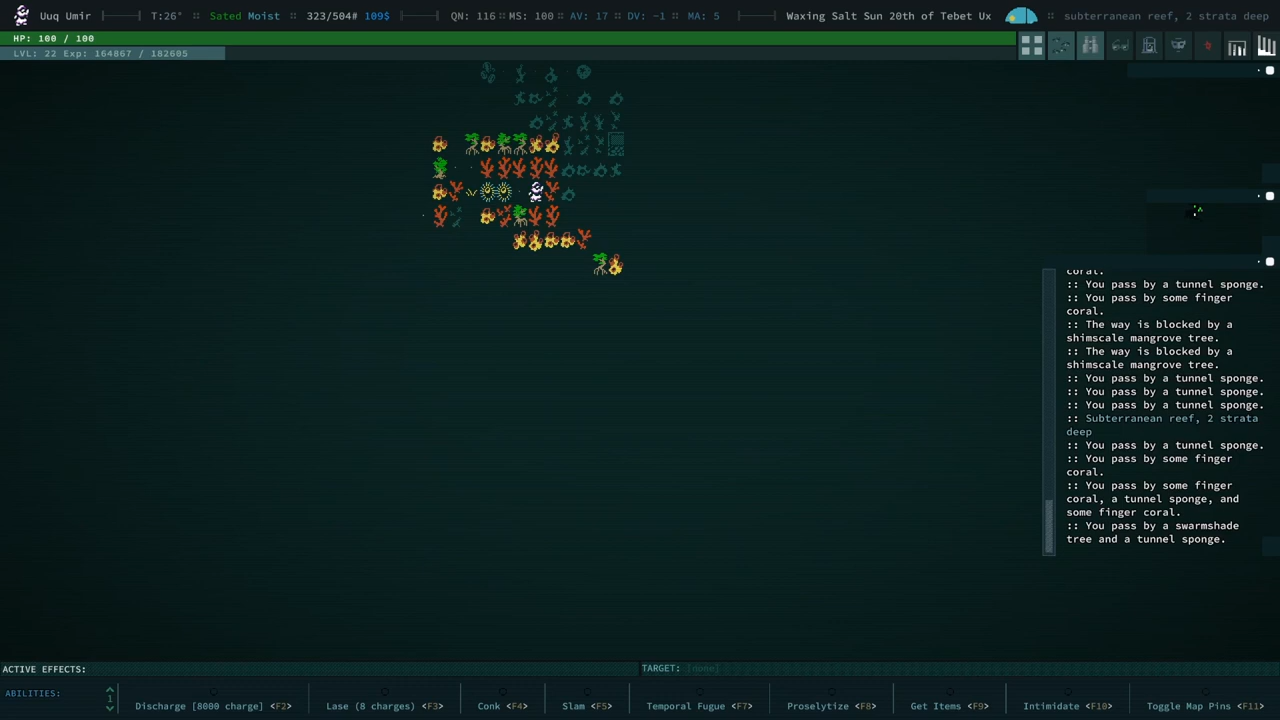 Uuq Umir T:26° :: Sated Moist :: 323/504# 109$ QN: 116 :: MS: 100 :: AV: 17 :: DV: -1 :: MA: 5 Waxing Salt Sun 20th of Tebet Ux :: subterranean reef, 2 strata deep
HP: 100 / 100
LVL: 22 Exp: 164867 / 182605
coral.
:: You pass by a tunnel sponge.
:: You pass by some finger
coral.
:: The way is blocked by a
shimscale mangrove tree.
:: The way is blocked by a
shimscale mangrove tree.
:: You pass by a tunnel sponge.
:: You pass by a tunnel sponge.
:: You pass by a tunnel sponge.
:: Subterranean reef, 2 strata
deep
:: You pass by a tunnel sponge.
:: You pass by some finger
coral.
:: You pass by some finger
coral, a tunnel sponge, and
some finger coral.
:: You pass by a swarmshade
tree and a tunnel sponge.
ACTIVE EFFECTS: TARGET: [none]
ABILITIES: 1 Discharge [8000 charge] <F2> Lase (8 charges) <F3> Conk <F4> Slam <F5> Temporal Fugue <F7> Proselytize <F8> Get Items <F9> Intimidate <F10> Toggle Map Pins <F11>